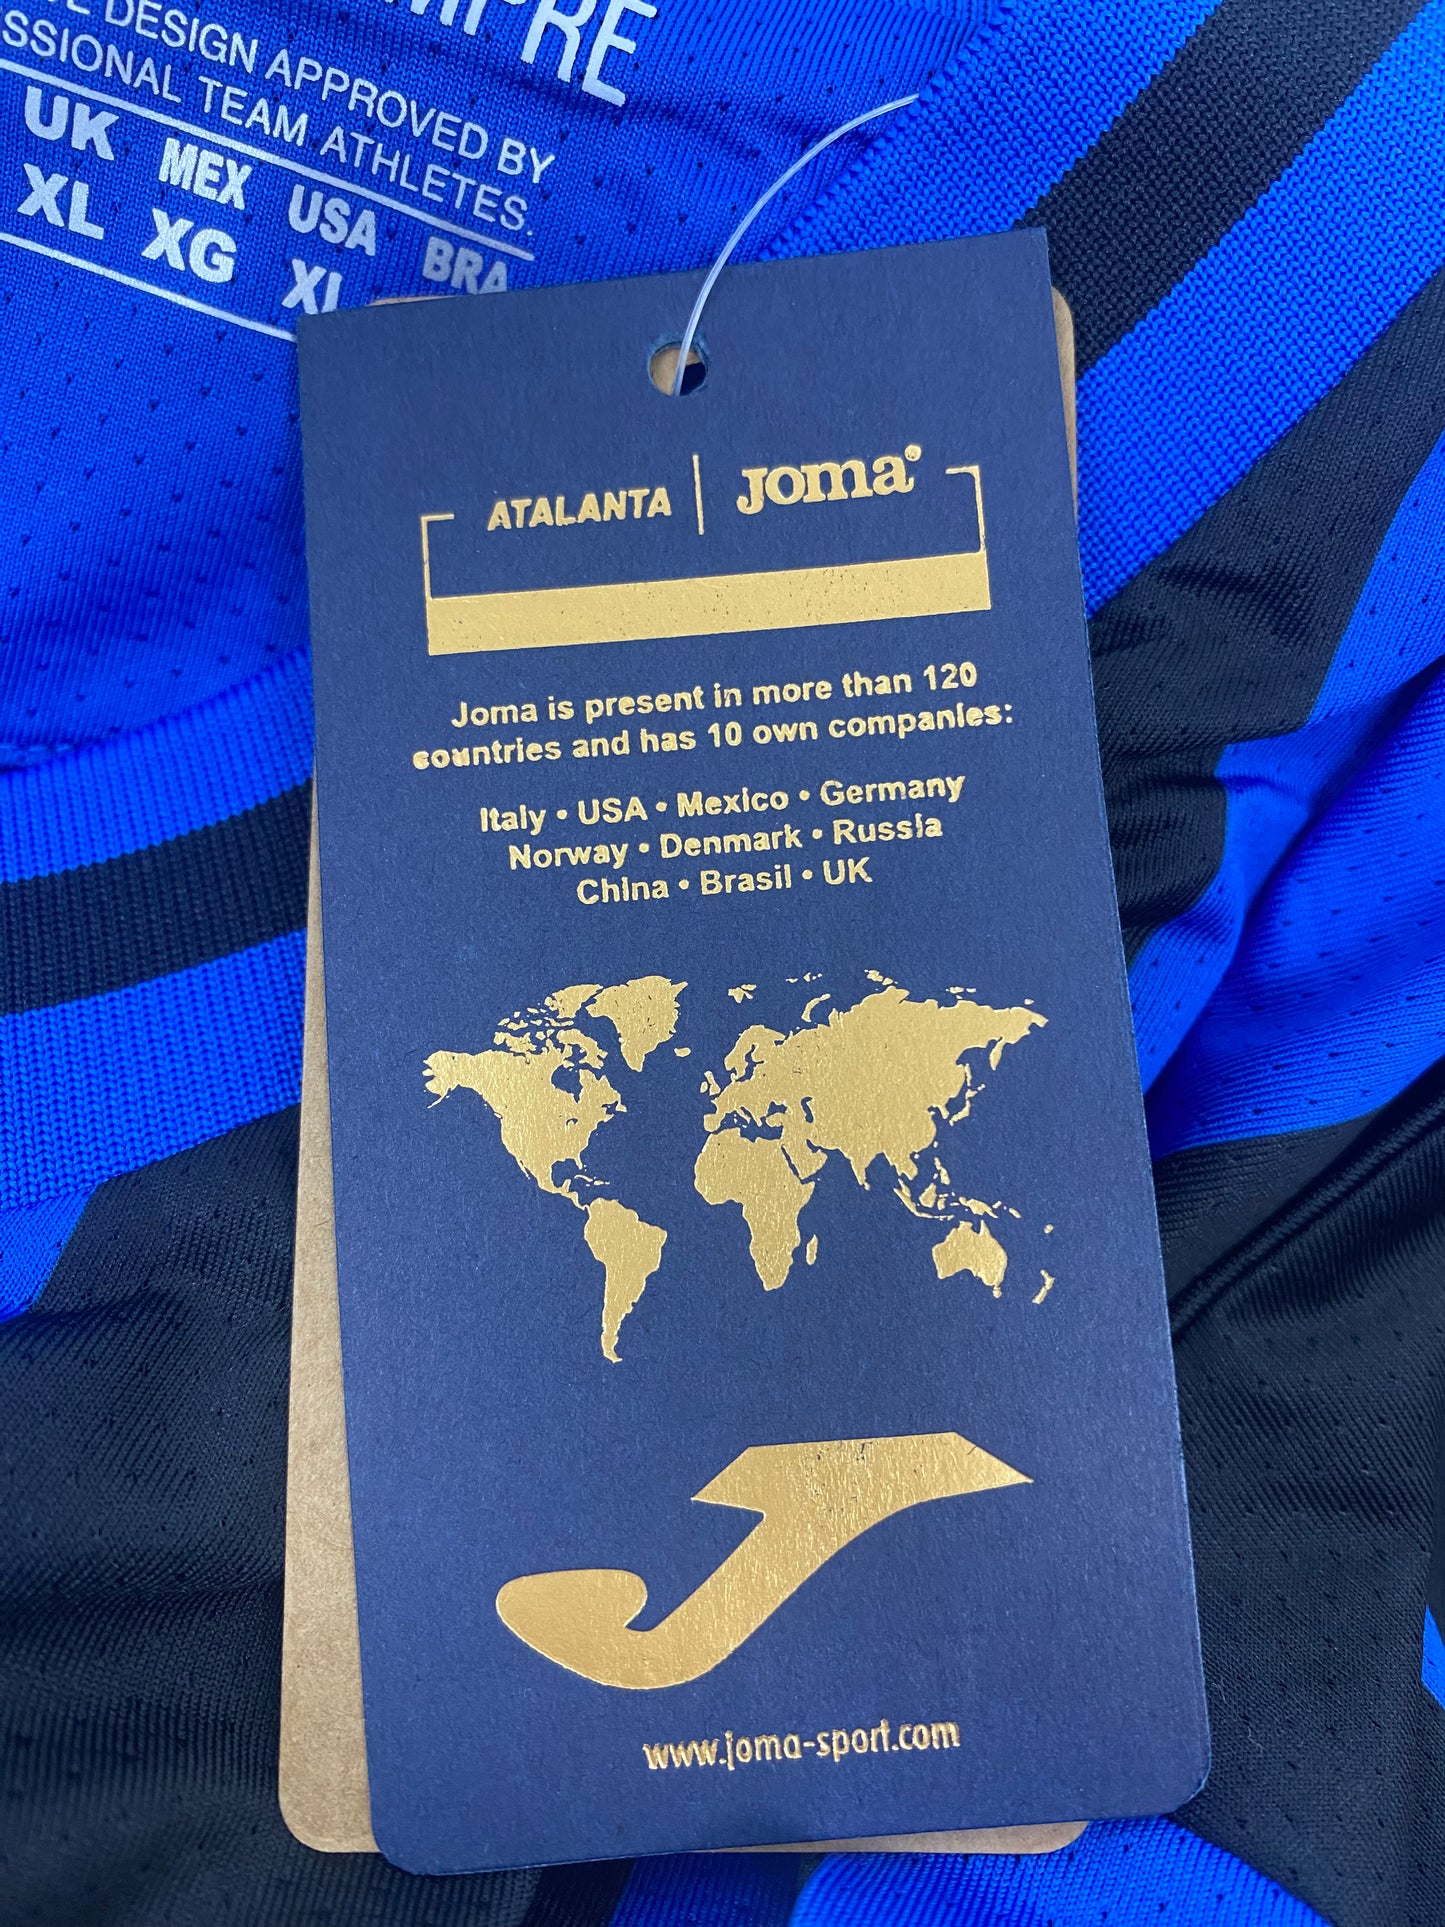 DESIGN APPROVED BY
TEAM ATHLETES.
UK MEX USA BRA
XL XG XL
ATALANTA | Joma
Joma is present in more than 120
countries and has 10 own companies:
Italy • USA • Mexico • Germany
Norway • Denmark • Russia
China • Brasil • UK
www.joma-sport.com